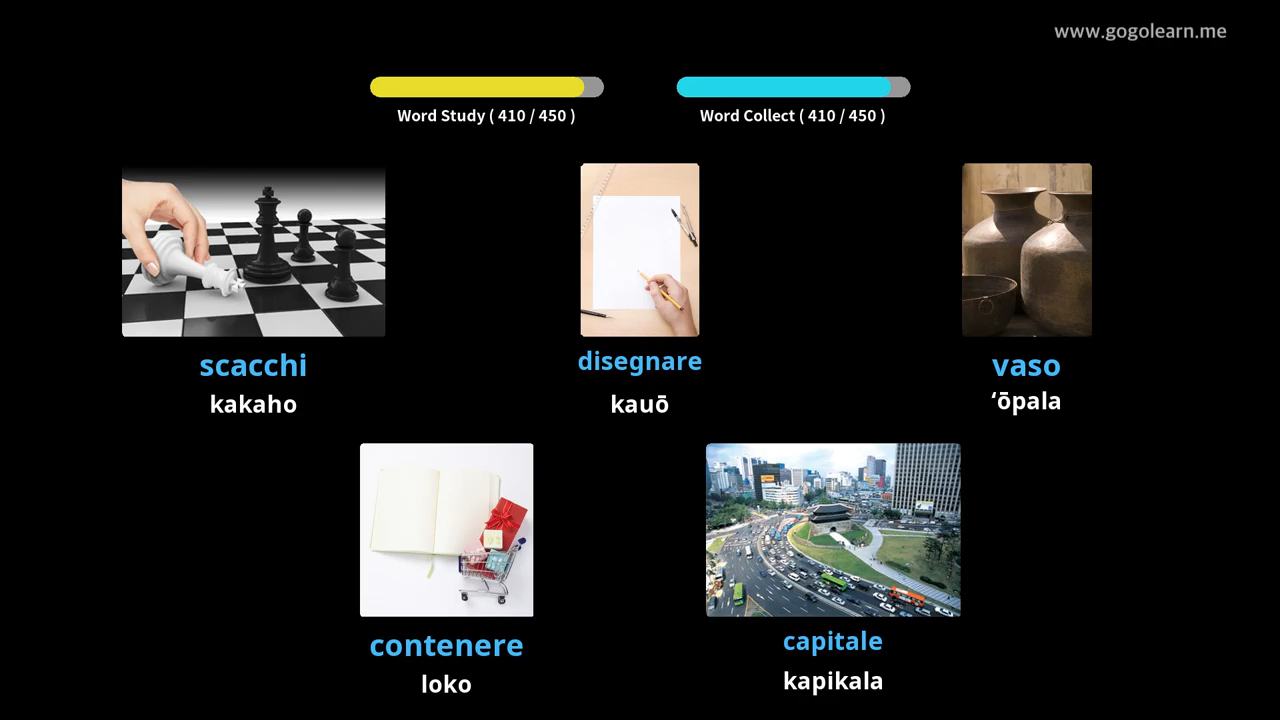 www.gogolearn.me
Word Study ( 410 / 450 )
Word Collect ( 410 / 450 )
scacchi
kakaho
disegnare
kauō
vaso
ʻōpala
contenere
loko
capitale
kapikala